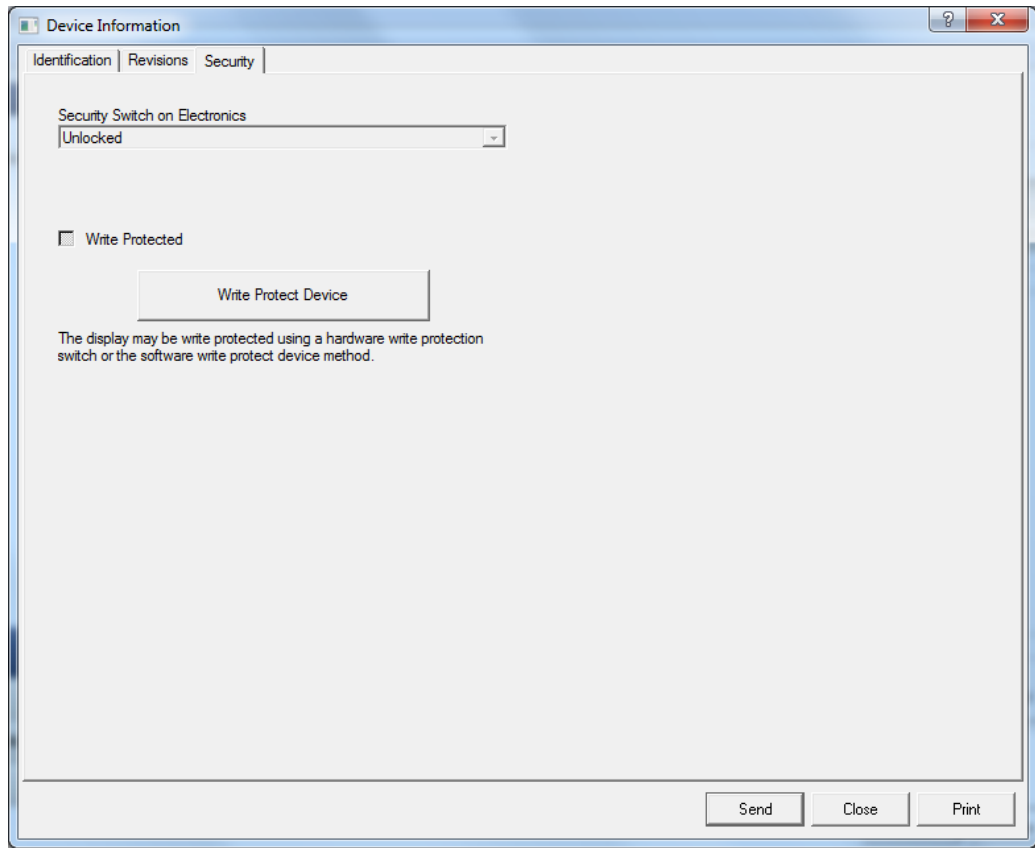 Device Information
Identification
Revisions
Security
Security Switch on Electronics
Unlocked
Write Protected
Write Protect Device
The display may be write protected using a hardware write protection
switch or the software write protect device method.
Send
Close
Print